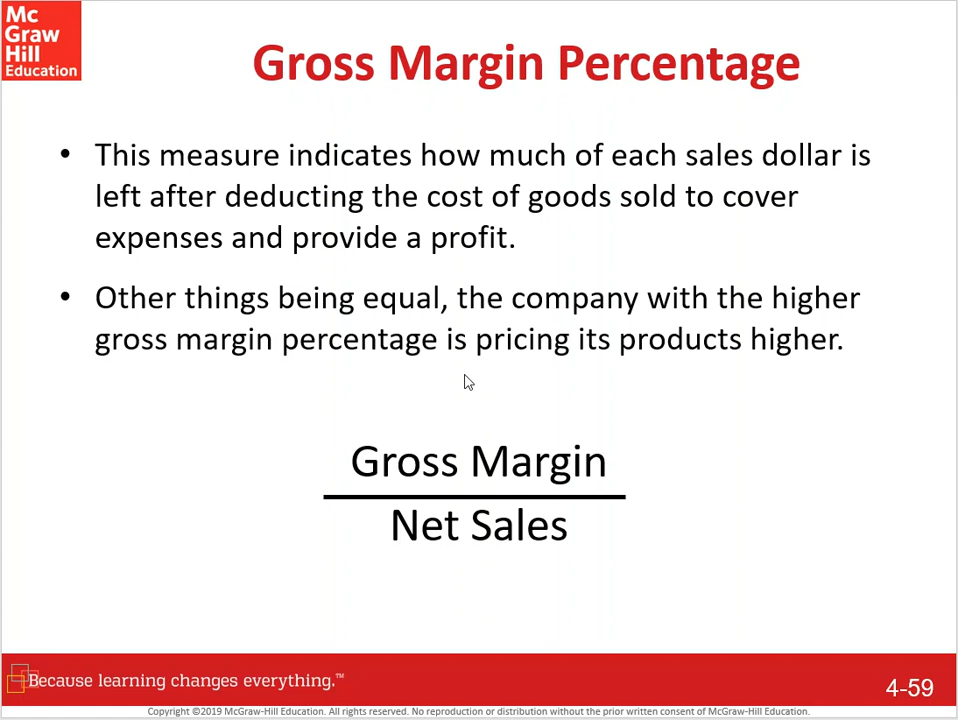 Mc
Graw
Hill
Education
Gross Margin Percentage
• This measure indicates how much of each sales dollar is
left after deducting the cost of goods sold to cover
expenses and provide a profit.
• Other things being equal, the company with the higher
gross margin percentage is pricing its products higher.
Gross Margin
Net Sales
Because learning changes everything.™
4-59
Copyright ©2019 McGraw-Hill Education. All rights reserved. No reproduction or distribution without the prior written consent of McGraw-Hill Education.